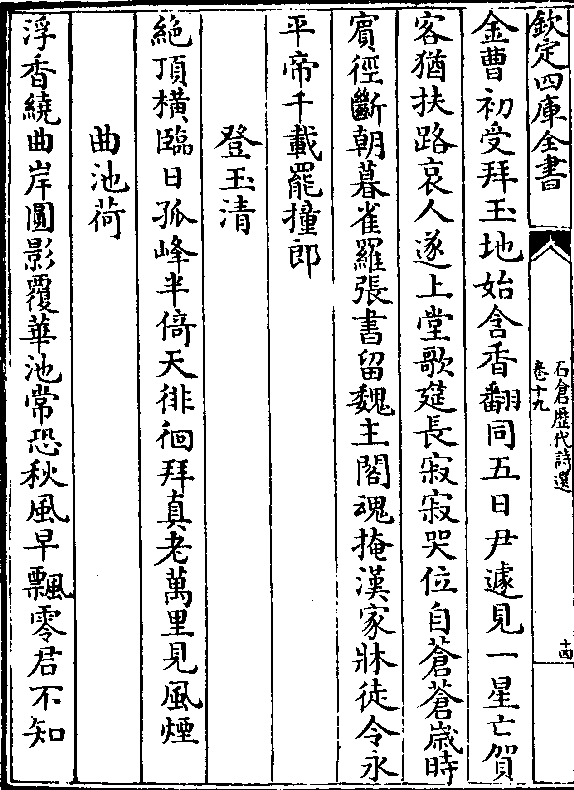 欽定四庫全書
石倉歴代詩選
卷十九
十四
金曹初受拜玉地始含香翻同五日尹遽見一星亡賀
客猶扶路哀人遂上堂歌筵長寂寂哭位自蒼蒼歳時
賔徑斷朝暮雀羅張書留魏主閣魂掩漢家牀徒令永
平帝千載罷撞郎
登玉清
絶頂橫臨日孤峰半倚天徘徊拜真老萬里見風煙
曲池荷
浮香繞曲岸圓影覆華池常恐秋風早飄零君不知